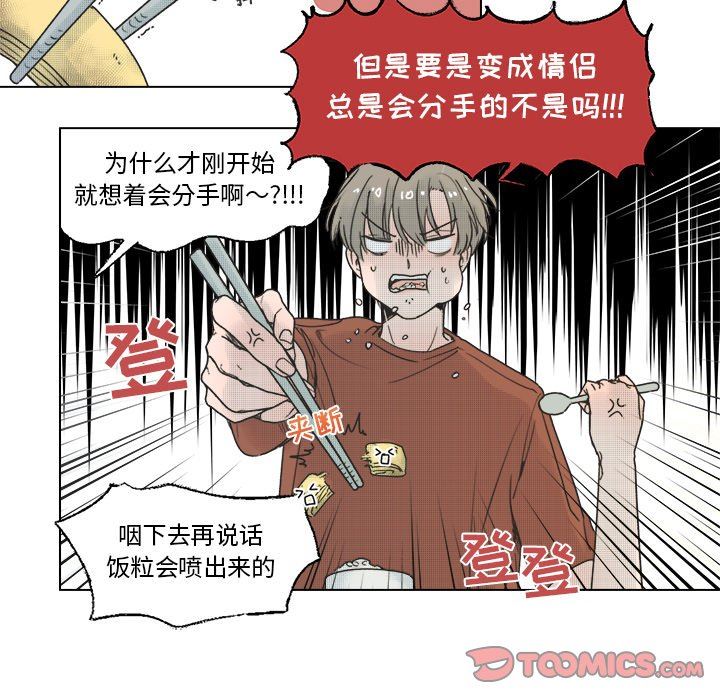 但是要是变成情侣
总是会分手的不是吗!!!
为什么才刚开始
就想着会分手啊～?!!!
登
夹断
咽下去再说话
饭粒会喷出来的
登登
TOOMICS.COM